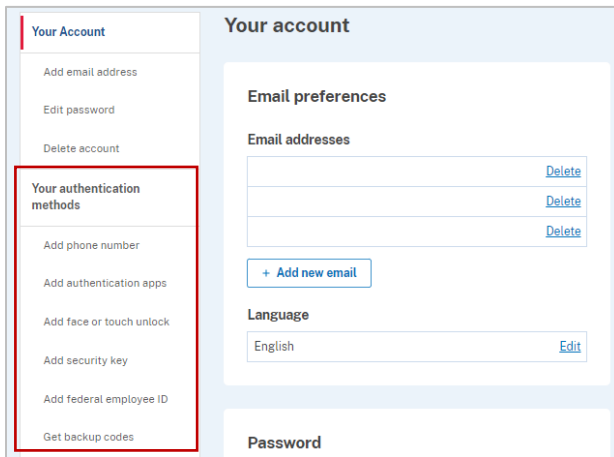 Your Account
Add email address
Edit password
Delete account
Your authentication
methods
Add phone number
Add authentication apps
Add face or touch unlock
Add security key
Add federal employee ID
Get backup codes
Your account
Email preferences
Email addresses
Delete
Delete
Delete
+ Add new email
Language
English Edit
Password